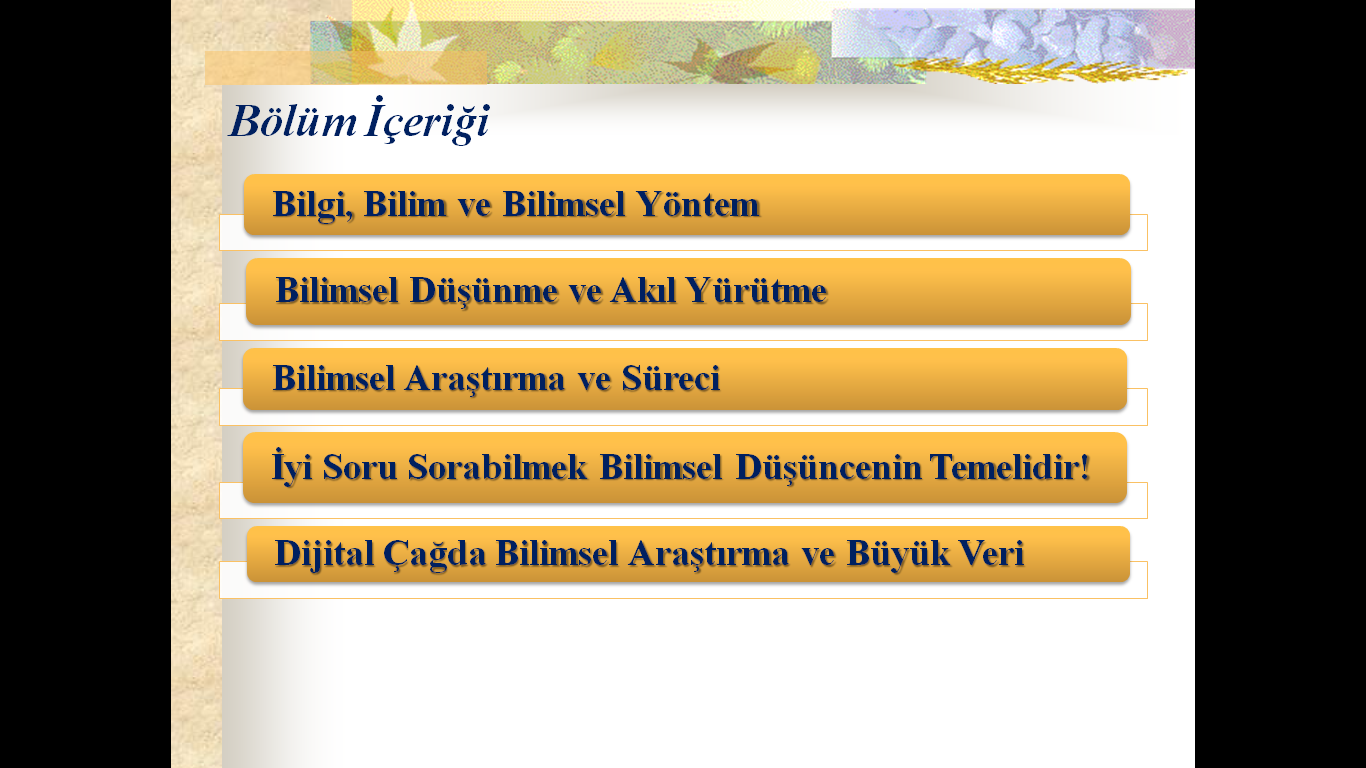 Bölüm İçeriği
Bilgi, Bilim ve Bilimsel Yöntem
Bilimsel Düşünme ve Akıl Yürütme
Bilimsel Araştırma ve Süreci
İyi Soru Sorabilmek Bilimsel Düşüncenin Temelidir!
Dijital Çağda Bilimsel Araştırma ve Büyük Veri